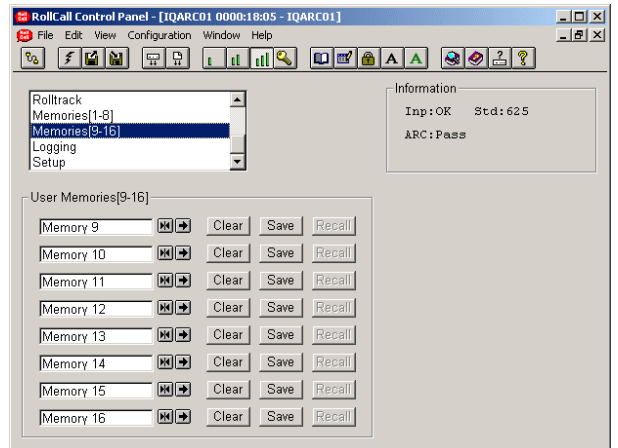 RollCall Control Panel - [IQARC01 0000:18:05 - IQARC01]
File Edit View Configuration Window Help
A A ?
Rolltrack
Memories[1-8]
Memories[9-16]
Logging
Setup
Information
Inp:OK Std:625
ARC:Pass
User Memories[9-16]
Memory 9 Clear Save Recall
Memory 10 Clear Save Recall
Memory 11 Clear Save Recall
Memory 12 Clear Save Recall
Memory 13 Clear Save Recall
Memory 14 Clear Save Recall
Memory 15 Clear Save Recall
Memory 16 Clear Save Recall